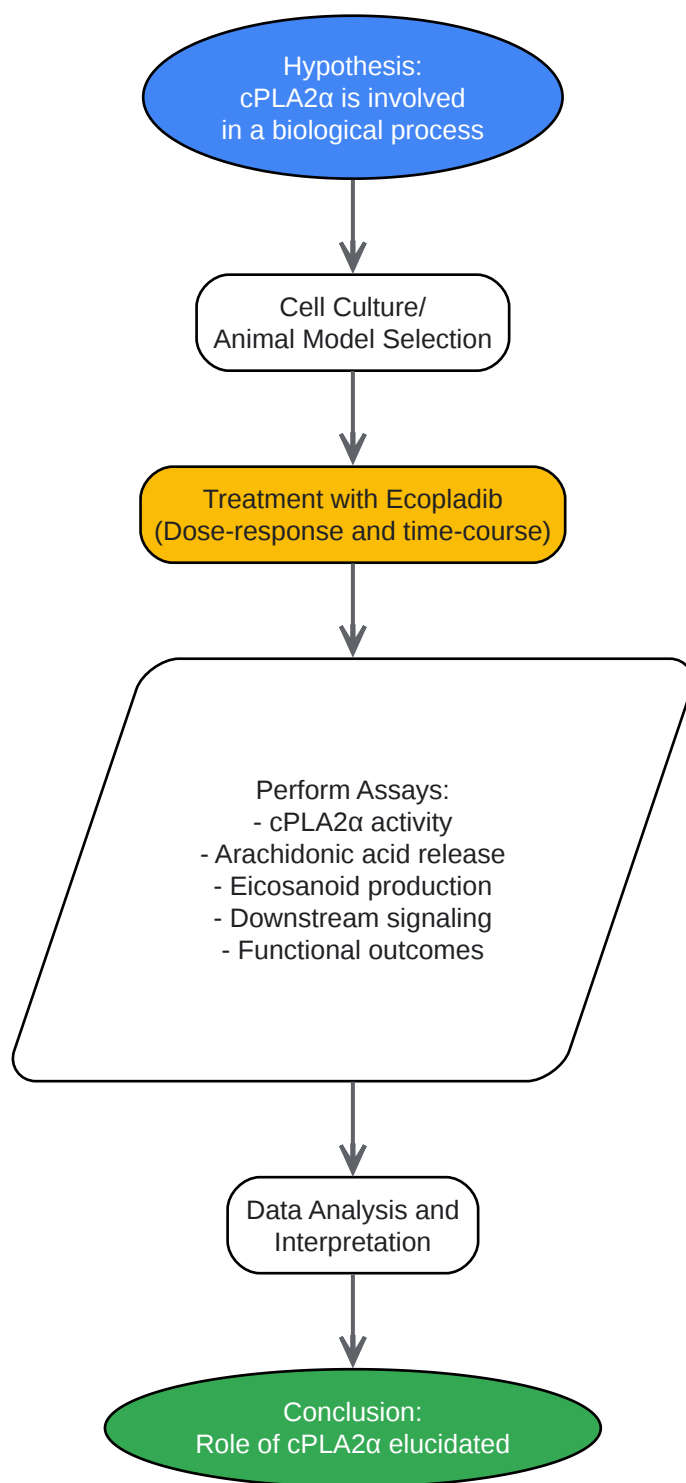 Hypothesis:
cPLA2α is involved
in a biological process
Cell Culture/
Animal Model Selection
Treatment with Ecopladib
(Dose-response and time-course)
Perform Assays:
- cPLA2α activity
- Arachidonic acid release
- Eicosanoid production
- Downstream signaling
- Functional outcomes
Data Analysis and
Interpretation
Conclusion:
Role of cPLA2α elucidated